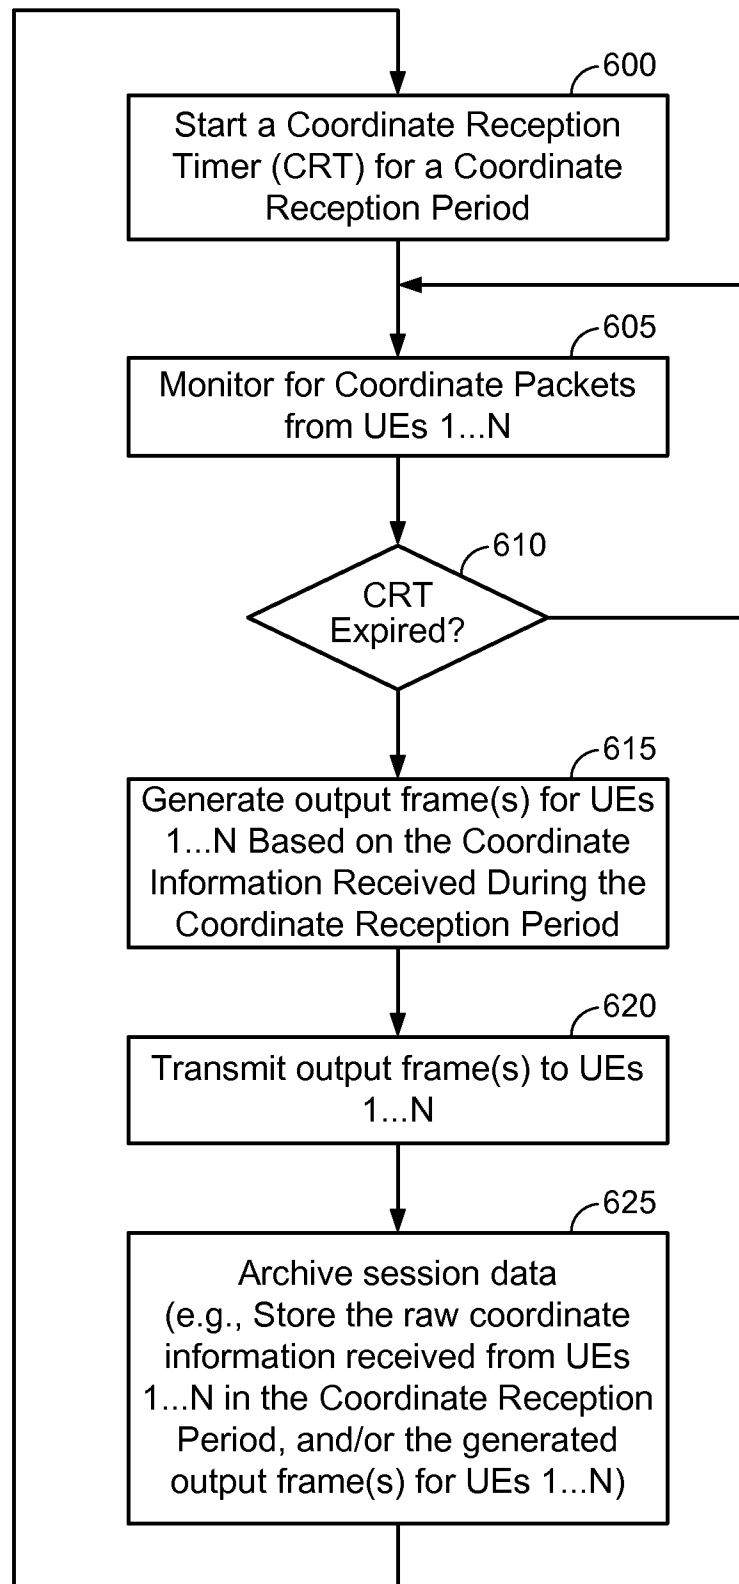 600
Start a Coordinate Reception
Timer (CRT) for a Coordinate
Reception Period
605
Monitor for Coordinate Packets
from UEs 1...N
610
CRT
Expired?
615
Generate output frame(s) for UEs
1...N Based on the Coordinate
Information Received During the
Coordinate Reception Period
620
Transmit output frame(s) to UEs
1...N
625
Archive session data
(e.g., Store the raw coordinate
information received from UEs
1...N in the Coordinate Reception
Period, and/or the generated
output frame(s) for UEs 1...N)